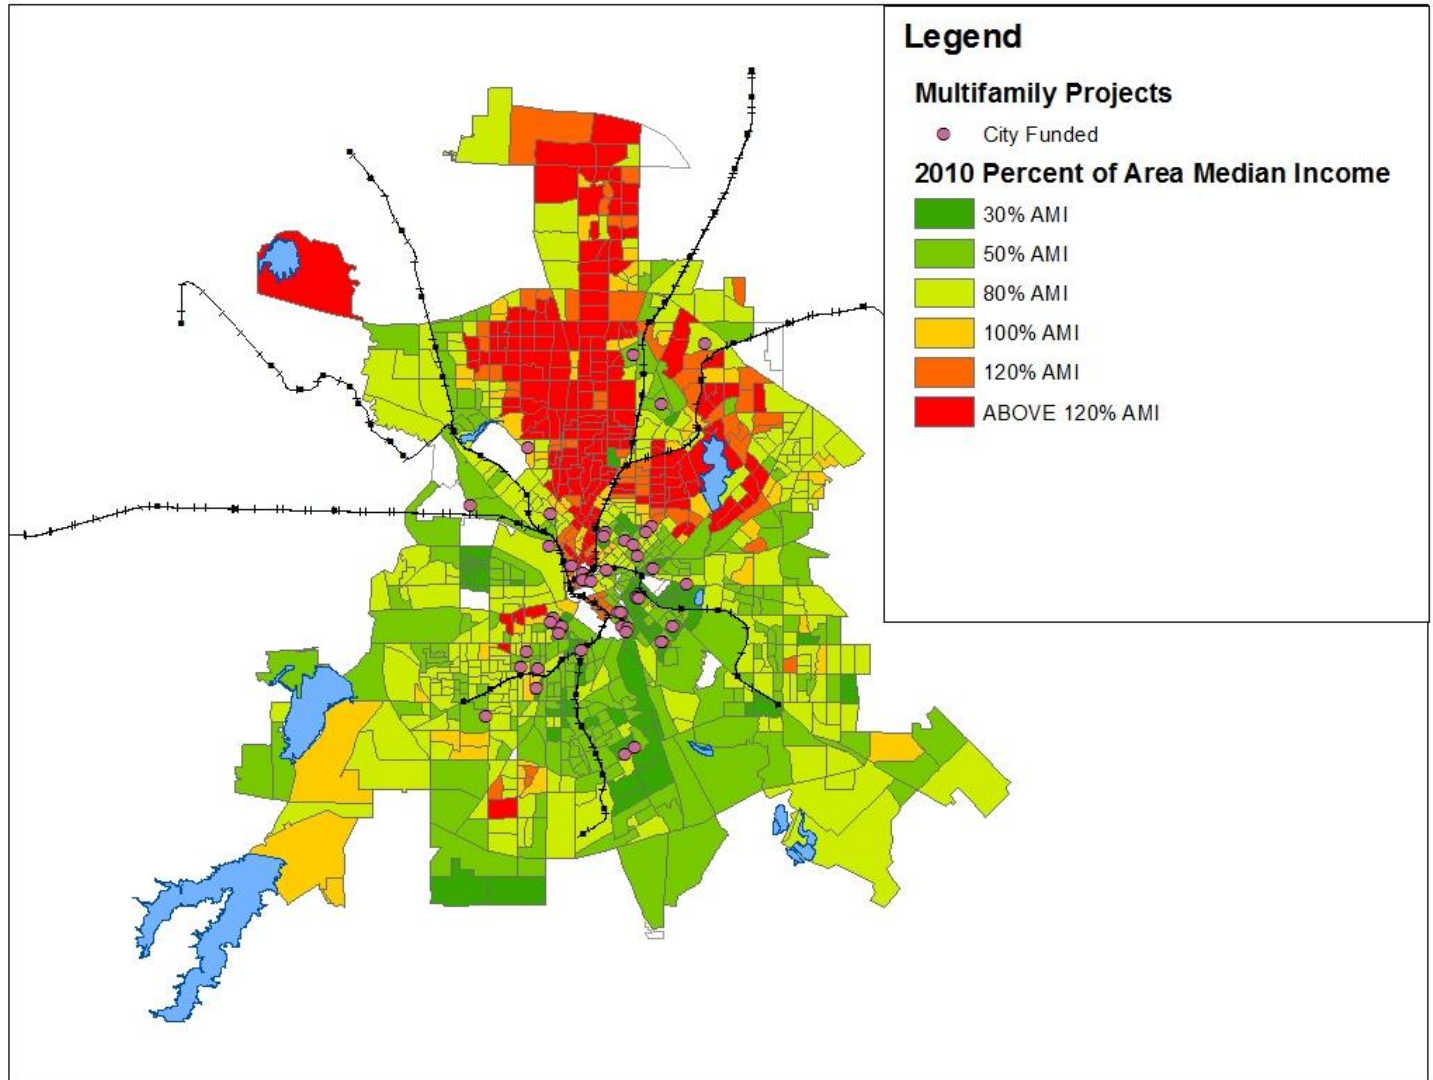 Legend
Multifamily Projects
City Funded
2010 Percent of Area Median Income
30% AMI
50% AMI
80% AMI
100% AMI
120% AMI
ABOVE 120% AMI